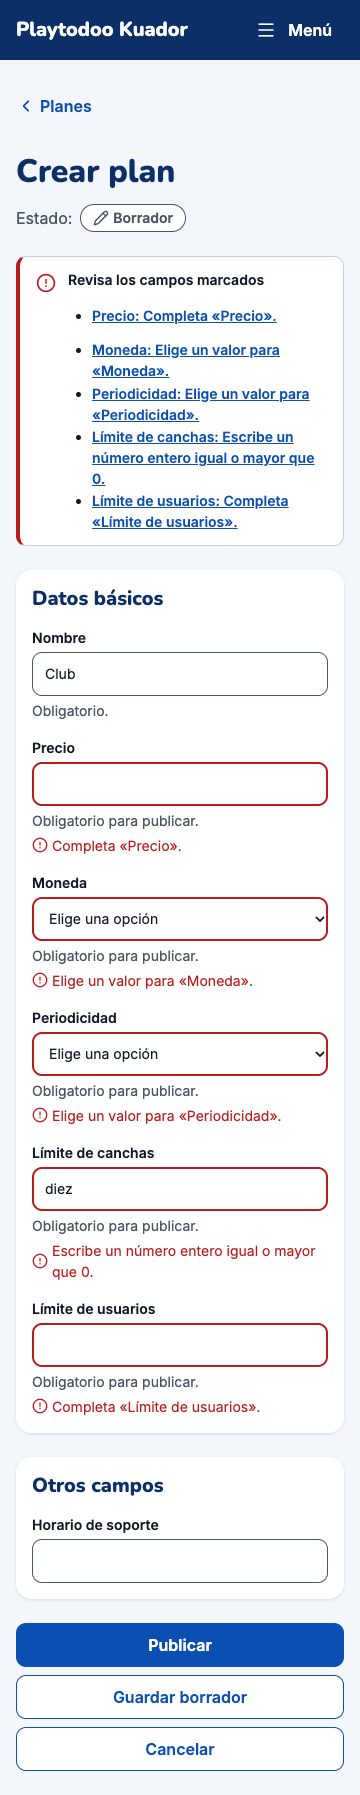 Playtodoo Kuador
Menú
Planes
Crear plan
Estado: Borrador
Revisa los campos marcados
Precio: Completa «Precio».
Moneda: Elige un valor para
«Moneda».
Periodicidad: Elige un valor para
«Periodicidad».
Límite de canchas: Escribe un
número entero igual o mayor que
0.
Límite de usuarios: Completa
«Límite de usuarios».
Datos básicos
Nombre
Club
Obligatorio.
Precio
Obligatorio para publicar.
Completa «Precio».
Moneda
Elige una opción
Obligatorio para publicar.
Elige un valor para «Moneda».
Periodicidad
Elige una opción
Obligatorio para publicar.
Elige un valor para «Periodicidad».
Límite de canchas
diez
Obligatorio para publicar.
Escribe un número entero igual o mayor
que 0.
Límite de usuarios
Obligatorio para publicar.
Completa «Límite de usuarios».
Otros campos
Horario de soporte
Publicar
Guardar borrador
Cancelar